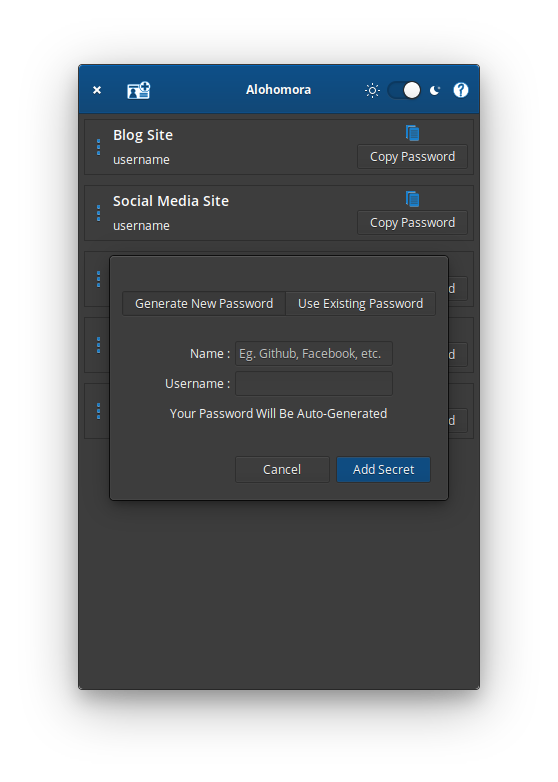 Alohomora
Blog Site
username
Copy Password
Social Media Site
username
Copy Password
d
Generate New Password
Use Existing Password
d
Name :
Eg. Github, Facebook, etc.
Username :
Your Password Will Be Auto-Generated
d
Cancel
Add Secret